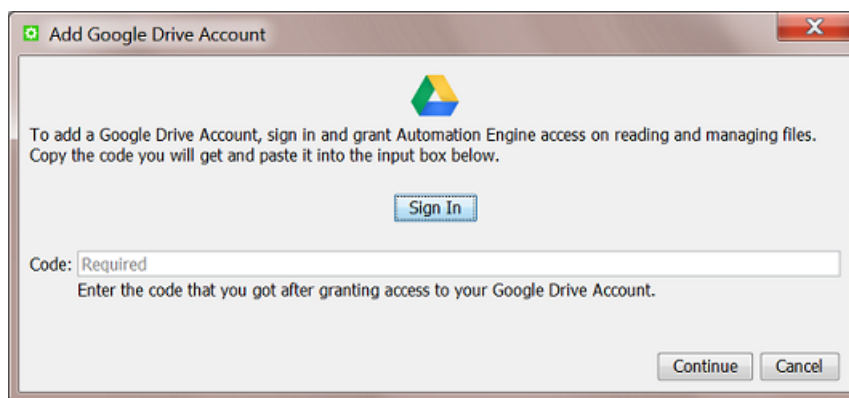 Add Google Drive Account
To add a Google Drive Account, sign in and grant Automation Engine access on reading and managing files.
Copy the code you will get and paste it into the input box below.
Sign In
Code: Required
Enter the code that you got after granting access to your Google Drive Account.
Continue Cancel